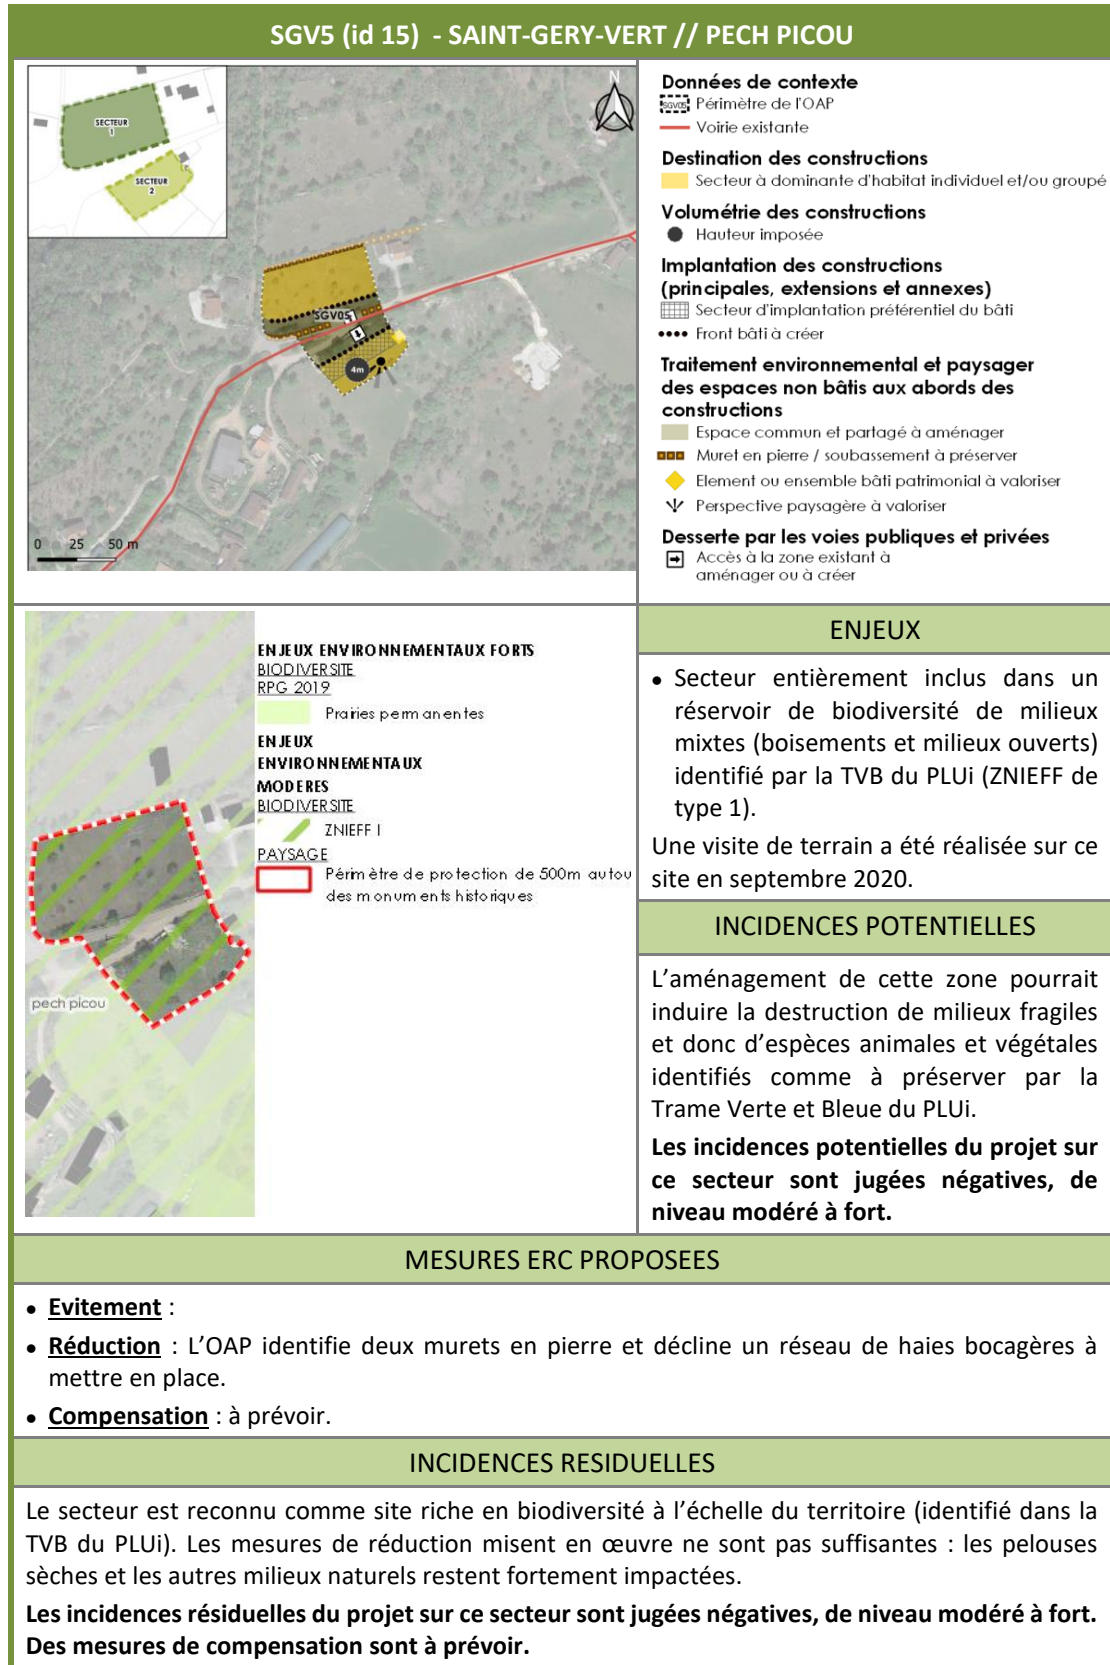 SGV5 (id 15) - SAINT-GERY-VERT // PECH PICOU
SECTEUR
1
SECTEUR
2
N
SGV05
4m
0 25 50 m
Données de contexte
SGV05 Périmètre de l'OAP
Voirie existante
Destination des constructions
Secteur à dominante d'habitat individuel et/ou groupé
Volumétrie des constructions
Hauteur imposée
Implantation des constructions
(principales, extensions et annexes)
Secteur d'implantation préférentiel du bâti
Front bâti à créer
Traitement environnemental et paysager
des espaces non bâtis aux abords des
constructions
Espace commun et partagé à aménager
Muret en pierre / soubassement à préserver
Element ou ensemble bâti patrimonial à valoriser
Perspective paysagère à valoriser
Desserte par les voies publiques et privées
Accès à la zone existant à
aménager ou à créer
pech picou
ENJEUX ENVIRONNEMENTAUX FORTS
BIODIVERSITE
RPG 2019
Prairies permanentes
ENJEUX
ENVIRONNEMENTAUX
MODERES
BIODIVERSITE
ZNIEFF I
PAYSAGE
Périmètre de protection de 500m autou
des monuments historiques
ENJEUX
• Secteur entièrement inclus dans un
réservoir de biodiversité de milieux
mixtes (boisements et milieux ouverts)
identifié par la TVB du PLUi (ZNIEFF de
type 1).
Une visite de terrain a été réalisée sur ce
site en septembre 2020.
INCIDENCES POTENTIELLES
L'aménagement de cette zone pourrait
induire la destruction de milieux fragiles
et donc d'espèces animales et végétales
identifiés comme à préserver par la
Trame Verte et Bleue du PLUi.
Les incidences potentielles du projet sur
ce secteur sont jugées négatives, de
niveau modéré à fort.
MESURES ERC PROPOSEES
• Evitement :
• Réduction : L'OAP identifie deux murets en pierre et décline un réseau de haies bocagères à
mettre en place.
• Compensation : à prévoir.
INCIDENCES RESIDUELLES
Le secteur est reconnu comme site riche en biodiversité à l'échelle du territoire (identifié dans la
TVB du PLUi). Les mesures de réduction misent en œuvre ne sont pas suffisantes : les pelouses
sèches et les autres milieux naturels restent fortement impactées.
Les incidences résiduelles du projet sur ce secteur sont jugées négatives, de niveau modéré à fort.
Des mesures de compensation sont à prévoir.